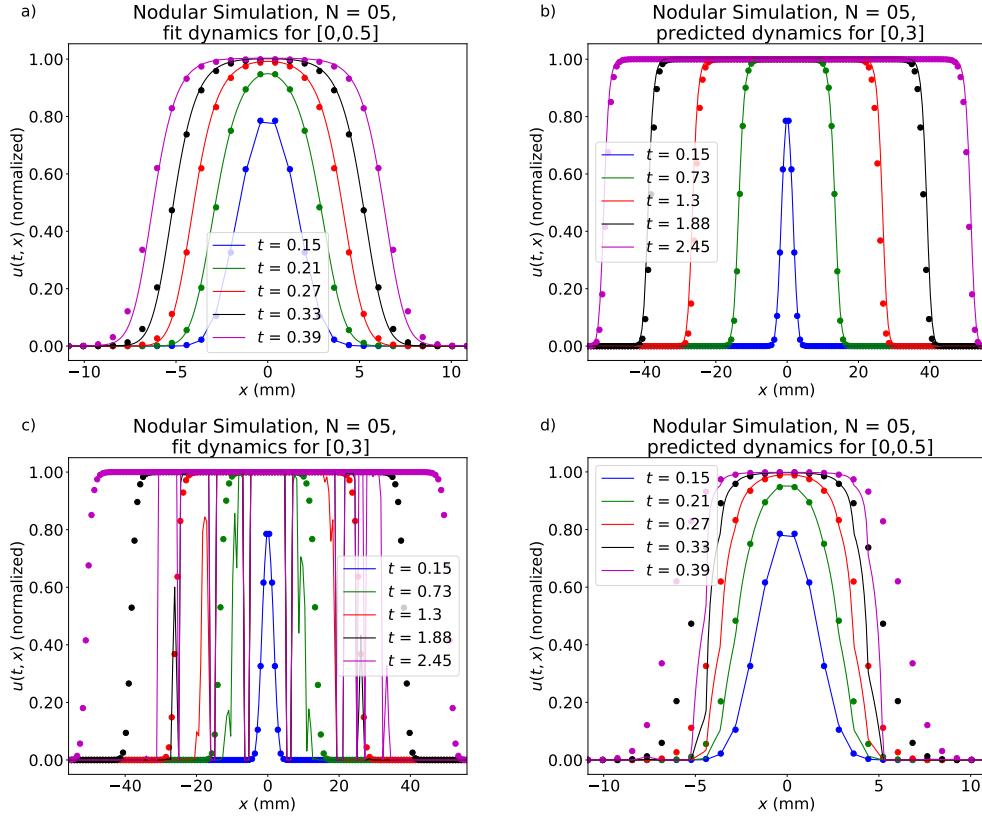 a)
Nodular Simulation, N = 05,
fit dynamics for [0,0.5]
u(t, x) (normalized)
1.00
0.80
0.60
0.40
0.20
0.00
t = 0.15
t = 0.21
t = 0.27
t = 0.33
t = 0.39
−10
−5
0
5
10
x (mm)
b)
Nodular Simulation, N = 05,
predicted dynamics for [0,3]
u(t, x) (normalized)
1.00
0.80
0.60
0.40
0.20
0.00
t = 0.15
t = 0.73
t = 1.3
t = 1.88
t = 2.45
−40
−20
0
20
40
x (mm)
c)
Nodular Simulation, N = 05,
fit dynamics for [0,3]
u(t, x) (normalized)
1.00
0.80
0.60
0.40
0.20
0.00
t = 0.15
t = 0.73
t = 1.3
t = 1.88
t = 2.45
−40
−20
0
20
40
x (mm)
d)
Nodular Simulation, N = 05,
predicted dynamics for [0,0.5]
u(t, x) (normalized)
1.00
0.80
0.60
0.40
0.20
0.00
t = 0.15
t = 0.21
t = 0.27
t = 0.33
t = 0.39
−10
−5
0
5
10
x (mm)